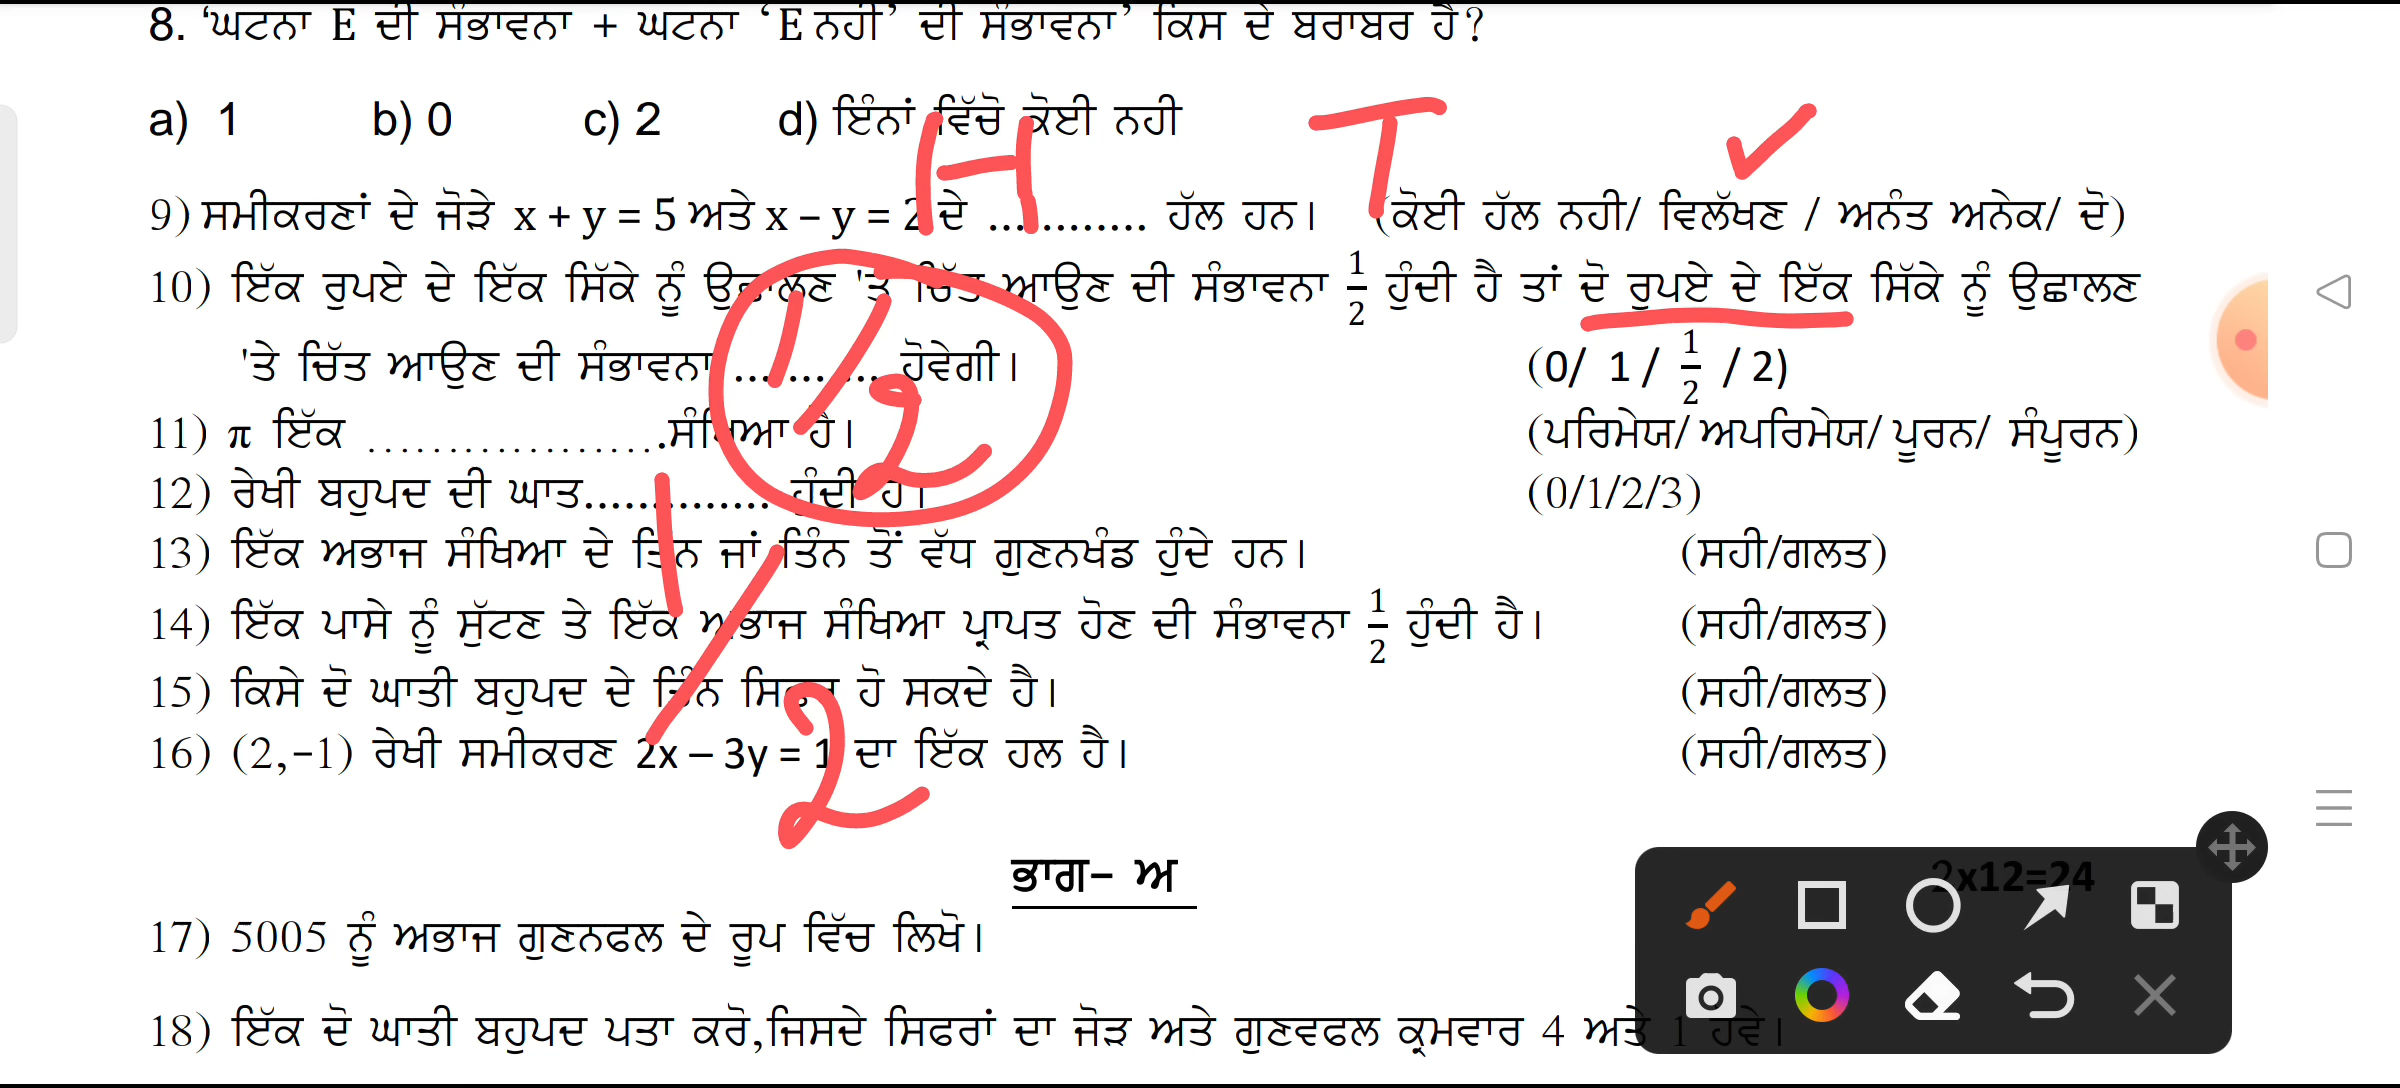 8. 'ਘਟਨਾ E ਦੀ ਸੰਭਾਵਨਾ + ਘਟਨਾ 'E ਨਹੀਂ' ਦੀ ਸੰਭਾਵਨਾ' ਕਿਸ ਦੇ ਬਰਾਬਰ ਹੈ?
a) 1 b) 0 c) 2 d) ਇੰਨਾਂ ਵਿੱਚੋ ਕੋਈ ਨਹੀ
H T
9) ਸਮੀਕਰਣਾਂ ਦੇ ਜੋੜੇ x + y = 5 ਅਤੇ x – y = 2 ਦੇ ............ ਹੱਲ ਹਨ। (ਕੋਈ ਹੱਲ ਨਹੀ/ ਵਿਲੱਖਣ / ਅਨੰਤ ਅਨੇਕ/ ਦੋ)
10) ਇੱਕ ਰੁਪਏ ਦੇ ਇੱਕ ਸਿੱਕੇ ਨੂੰ ਉਛਾਲਣ 'ਤੇ ਚਿੱਤ ਆਉਣ ਦੀ ਸੰਭਾਵਨਾ 1/2 ਹੁੰਦੀ ਹੈ ਤਾਂ ਦੋ ਰੁਪਏ ਦੇ ਇੱਕ ਸਿੱਕੇ ਨੂੰ ਉਛਾਲਣ
'ਤੇ ਚਿੱਤ ਆਉਣ ਦੀ ਸੰਭਾਵਨਾ ........... ਹੋਵੇਗੀ। (0/ 1 / 1/2 / 2)
1/2
11) π ਇੱਕ ...................ਸੰਖਿਆ ਹੈ। (ਪਰਿਮੇਯ/ ਅਪਰਿਮੇਯ/ ਪੂਰਨ/ ਸੰਪੂਰਨ)
12) ਰੇਖੀ ਬਹੁਪਦ ਦੀ ਘਾਤ.............. ਹੁੰਦੀ ਹੈ। (0/1/2/3)
13) ਇੱਕ ਅਭਾਜ ਸੰਖਿਆ ਦੇ ਤਿੰਨ ਜਾਂ ਤਿੰਨ ਤੋਂ ਵੱਧ ਗੁਣਨਖੰਡ ਹੁੰਦੇ ਹਨ। (ਸਹੀ/ਗਲਤ)
14) ਇੱਕ ਪਾਸੇ ਨੂੰ ਸੁੱਟਣ ਤੇ ਇੱਕ ਅਭਾਜ ਸੰਖਿਆ ਪ੍ਰਾਪਤ ਹੋਣ ਦੀ ਸੰਭਾਵਨਾ 1/2 ਹੁੰਦੀ ਹੈ। (ਸਹੀ/ਗਲਤ)
1/2
15) ਕਿਸੇ ਦੋ ਘਾਤੀ ਬਹੁਪਦ ਦੇ ਤਿੰਨ ਸਿਫਰ ਹੋ ਸਕਦੇ ਹੈ। (ਸਹੀ/ਗਲਤ)
16) (2,-1) ਰੇਖੀ ਸਮੀਕਰਣ 2x – 3y = 1 ਦਾ ਇੱਕ ਹਲ ਹੈ। (ਸਹੀ/ਗਲਤ)
ਭਾਗ– ਅ 2x12=24
17) 5005 ਨੂੰ ਅਭਾਜ ਗੁਣਨਫਲ ਦੇ ਰੂਪ ਵਿੱਚ ਲਿਖੋ।
18) ਇੱਕ ਦੋ ਘਾਤੀ ਬਹੁਪਦ ਪਤਾ ਕਰੋ,ਜਿਸਦੇ ਸਿਫਰਾਂ ਦਾ ਜੋੜ ਅਤੇ ਗੁਣਵਫਲ ਕ੍ਰਮਵਾਰ 4 ਅਤੇ 1 ਹੋਵੇ।